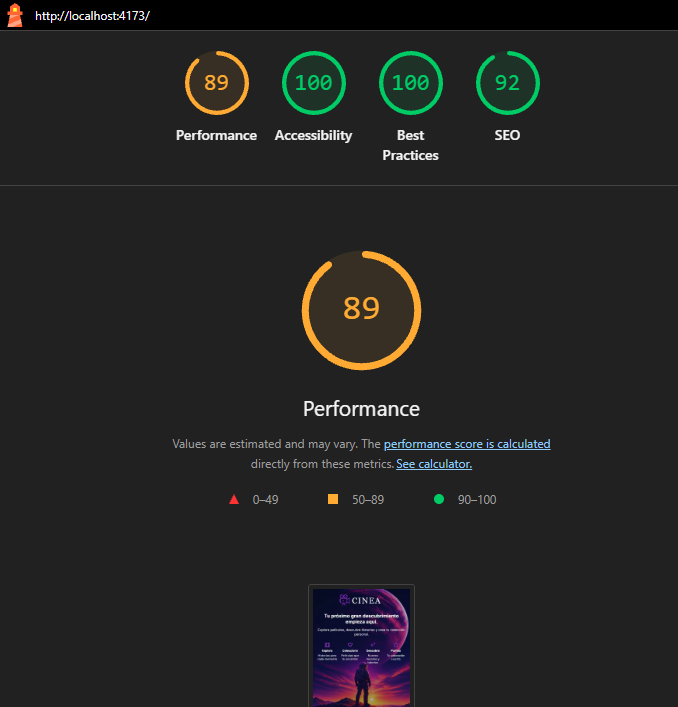 http://localhost:4173/
89
100
100
92
Performance
Accessibility
Best
Practices
SEO
89
Performance
Values are estimated and may vary. The performance score is calculated
directly from these metrics. See calculator.
0–49
50–89
90–100
CINEA
Tu próximo gran descubrimiento
empieza aquí.